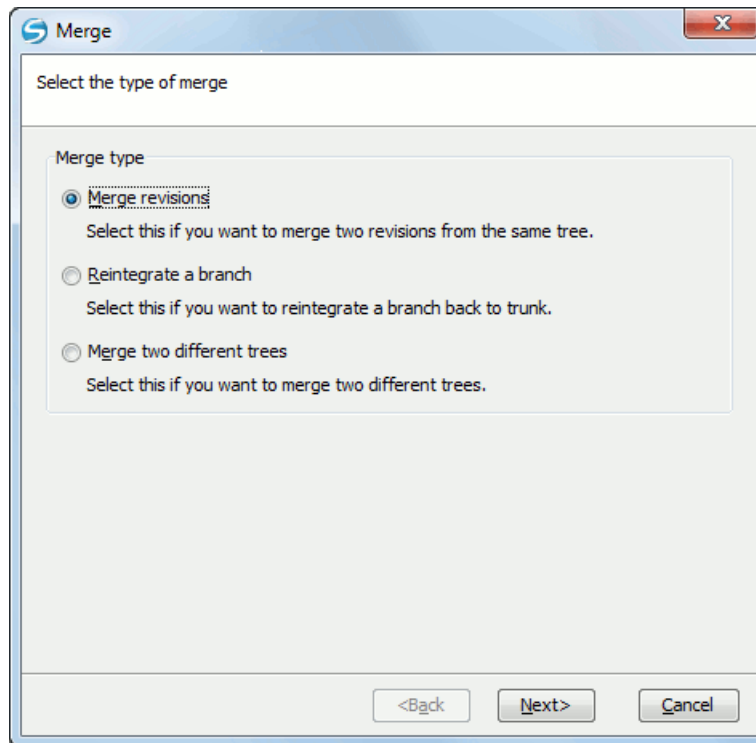 Merge
Select the type of merge
Merge type
Merge revisions
Select this if you want to merge two revisions from the same tree.
Reintegrate a branch
Select this if you want to reintegrate a branch back to trunk.
Merge two different trees
Select this if you want to merge two different trees.
<Back Next> Cancel